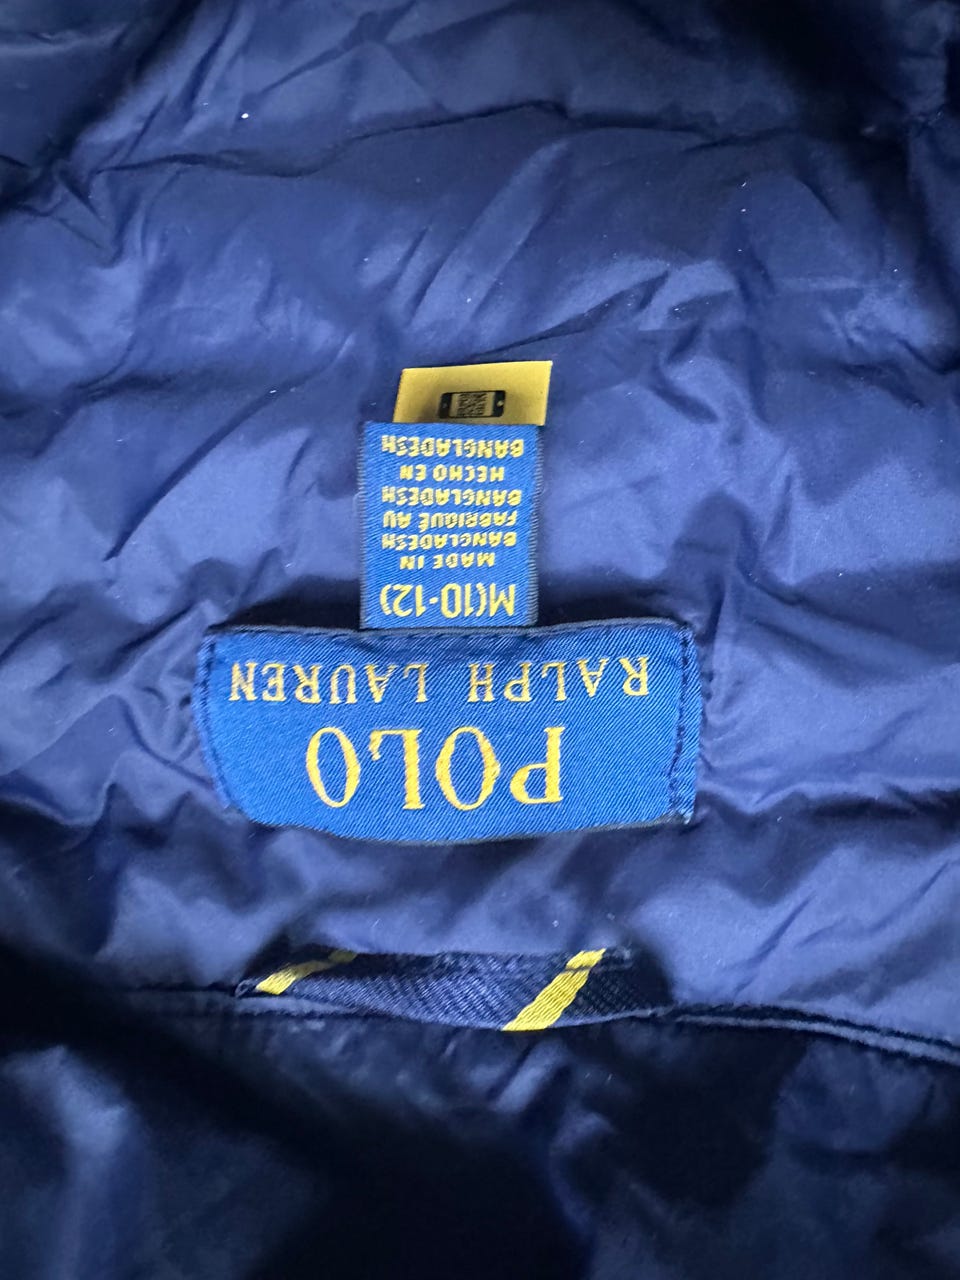 POLO
RALPH LAUREN
M(10-12)
MADE IN
BANGLADESH
FABRIQUÉ AU
BANGLADESH
HECHO EN
BANGLADESH